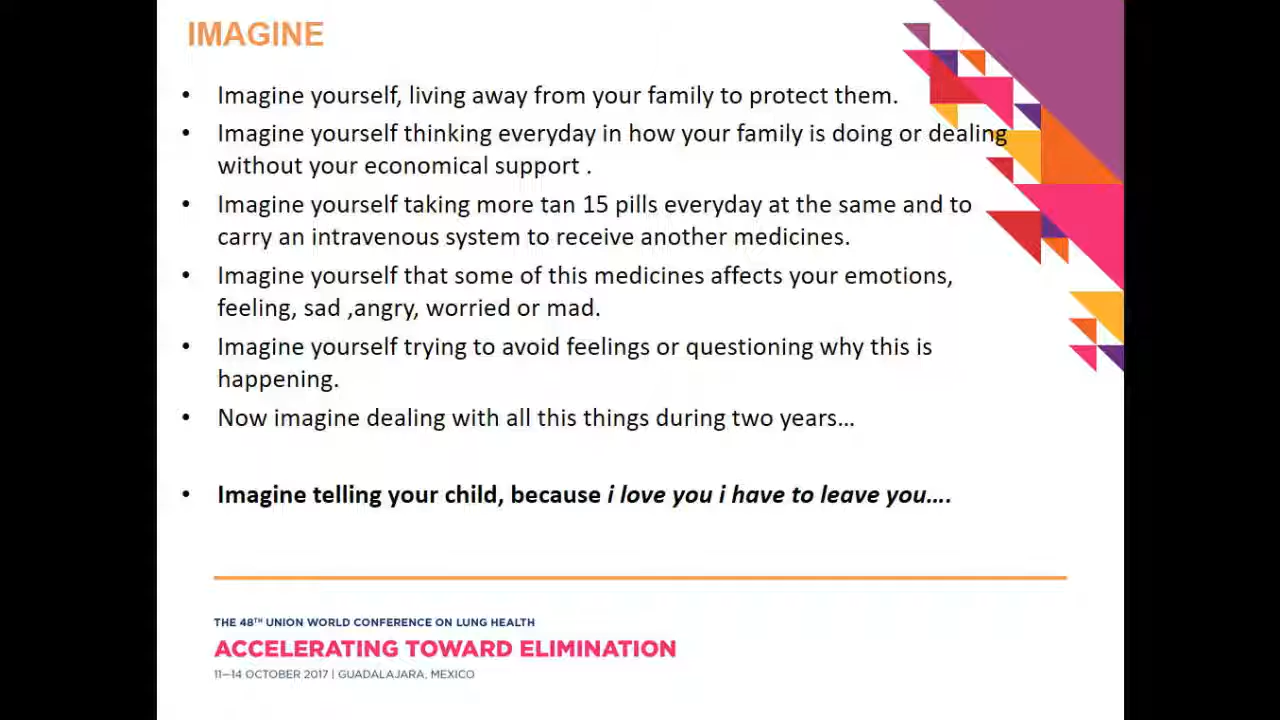 IMAGINE
• Imagine yourself, living away from your family to protect them.
• Imagine yourself thinking everyday in how your family is doing or dealing
without your economical support .
• Imagine yourself taking more tan 15 pills everyday at the same and to
carry an intravenous system to receive another medicines.
• Imagine yourself that some of this medicines affects your emotions,
feeling, sad ,angry, worried or mad.
• Imagine yourself trying to avoid feelings or questioning why this is
happening.
• Now imagine dealing with all this things during two years…
• Imagine telling your child, because i love you i have to leave you….
THE 48TH UNION WORLD CONFERENCE ON LUNG HEALTH
ACCELERATING TOWARD ELIMINATION
11–14 OCTOBER 2017 | GUADALAJARA, MEXICO